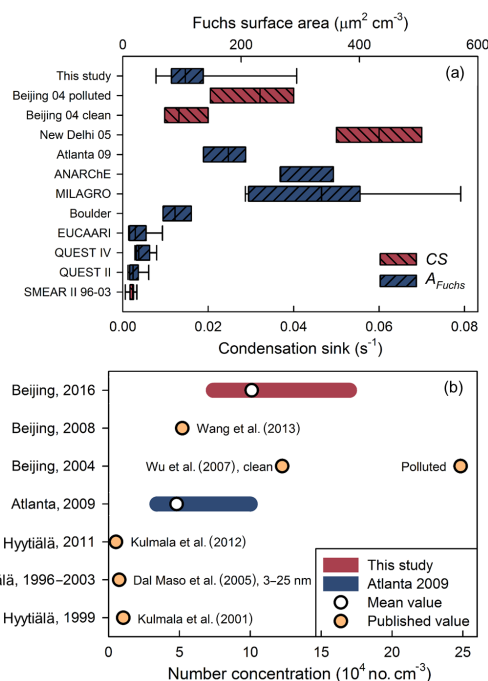 Fuchs surface area (μm² cm⁻³)
0 200 400 600
(a)
This study
Beijing 04 polluted
Beijing 04 clean
New Delhi 05
Atlanta 09
ANARChE
MILAGRO
Boulder
EUCAARI
QUEST IV
QUEST II
SMEAR II 96-03
CS
A_Fuchs
0.00 0.02 0.04 0.06 0.08
Condensation sink (s⁻¹)
(b)
Beijing, 2016
Beijing, 2008
Wang et al. (2013)
Beijing, 2004
Wu et al. (2007), clean
Polluted
Atlanta, 2009
Hyytiälä, 2011
Kulmala et al. (2012)
älä, 1996–2003
Dal Maso et al. (2005), 3–25 nm
Hyytiälä, 1999
Kulmala et al. (2001)
This study
Atlanta 2009
Mean value
Published value
0 5 10 15 20 25
Number concentration (10⁴ no. cm⁻³)